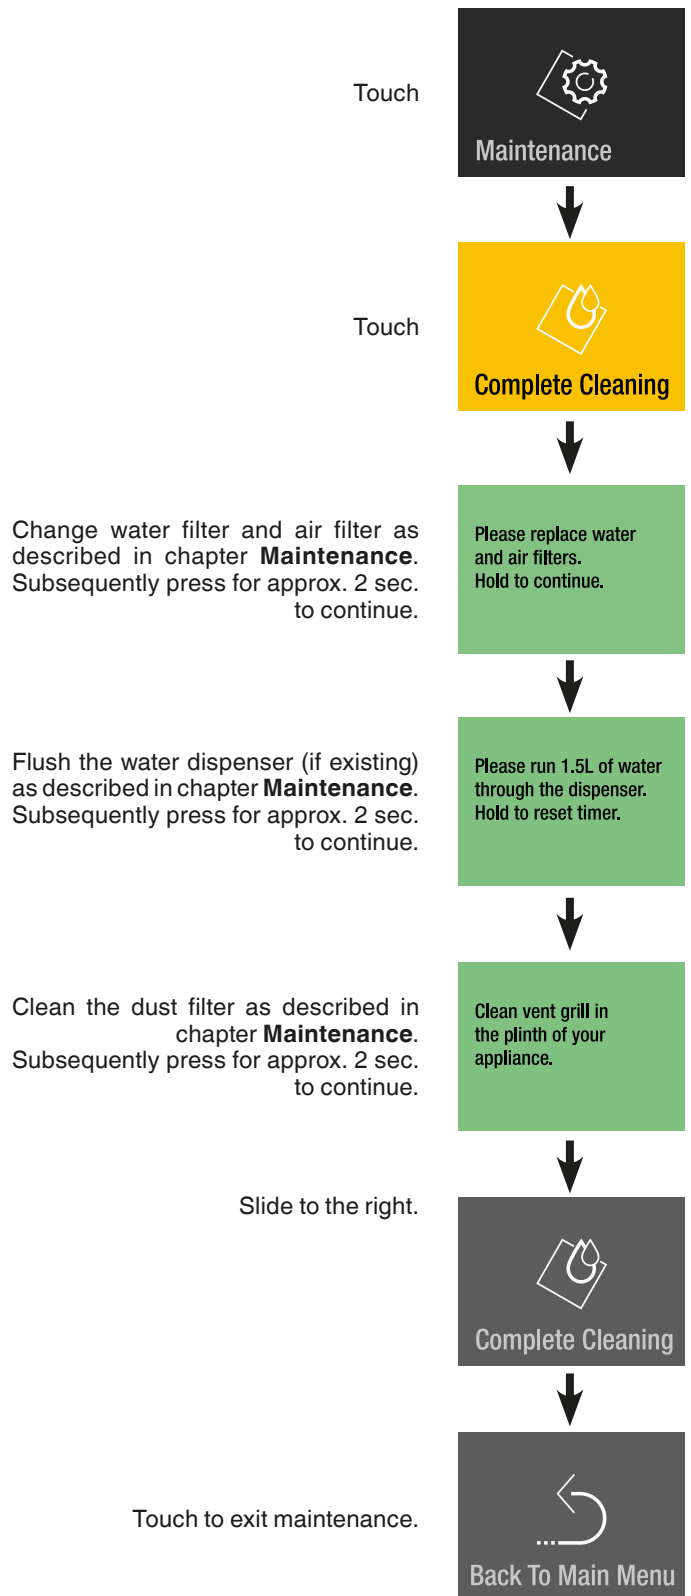 Touch
Maintenance
Touch
Complete Cleaning
Change water filter and air filter as
described in chapter Maintenance.
Subsequently press for approx. 2 sec.
to continue.
Please replace water
and air filters.
Hold to continue.
Flush the water dispenser (if existing)
as described in chapter Maintenance.
Subsequently press for approx. 2 sec.
to continue.
Please run 1.5L of water
through the dispenser.
Hold to reset timer.
Clean the dust filter as described in
chapter Maintenance.
Subsequently press for approx. 2 sec.
to continue.
Clean vent grill in
the plinth of your
appliance.
Slide to the right.
Complete Cleaning
Touch to exit maintenance.
Back To Main Menu